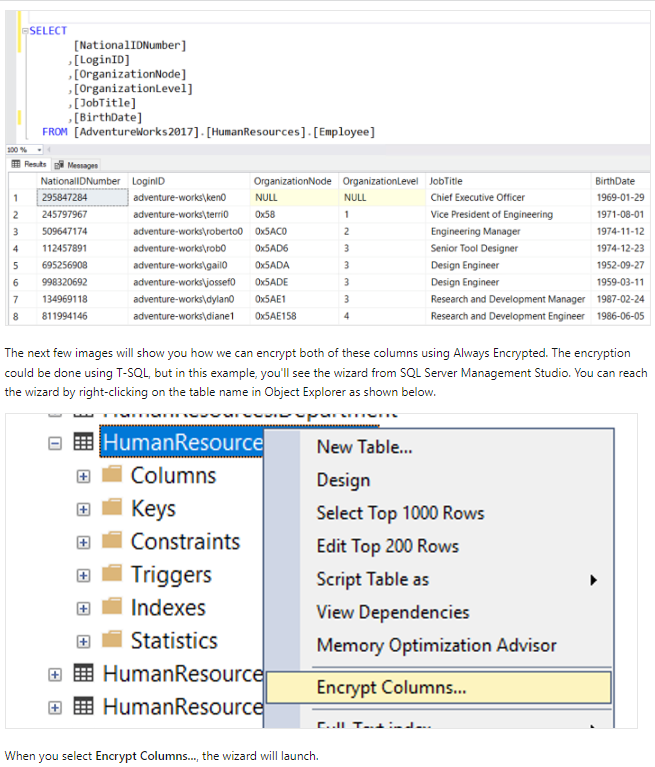 SELECT
[NationalIDNumber]
,[LoginID]
,[OrganizationNode]
,[OrganizationLevel]
,[JobTitle]
,[BirthDate]
FROM [AdventureWorks2017].[HumanResources].[Employee]
100 %
Results Messages
NationalIDNumber LoginID OrganizationNode OrganizationLevel JobTitle BirthDate
1 295847284 adventure-works\ken0 NULL NULL Chief Executive Officer 1969-01-29
2 245797967 adventure-works\terri0 0x58 1 Vice President of Engineering 1971-08-01
3 509647174 adventure-works\roberto0 0x5AC0 2 Engineering Manager 1974-11-12
4 112457891 adventure-works\rob0 0x5AD6 3 Senior Tool Designer 1974-12-23
5 695256908 adventure-works\gail0 0x5ADA 3 Design Engineer 1952-09-27
6 998320692 adventure-works\jossef0 0x5ADE 3 Design Engineer 1959-03-11
7 134969118 adventure-works\dylan0 0x5AE1 3 Research and Development Manager 1987-02-24
8 811994146 adventure-works\diane1 0x5AE158 4 Research and Development Engineer 1986-06-05
The next few images will show you how we can encrypt both of these columns using Always Encrypted. The encryption
could be done using T-SQL, but in this example, you'll see the wizard from SQL Server Management Studio. You can reach
the wizard by right-clicking on the table name in Object Explorer as shown below.
HumanResources.Department
HumanResource
Columns
Keys
Constraints
Triggers
Indexes
Statistics
HumanResource
HumanResource
New Table...
Design
Select Top 1000 Rows
Edit Top 200 Rows
Script Table as
View Dependencies
Memory Optimization Advisor
Encrypt Columns...
Full-Text index
When you select Encrypt Columns..., the wizard will launch.